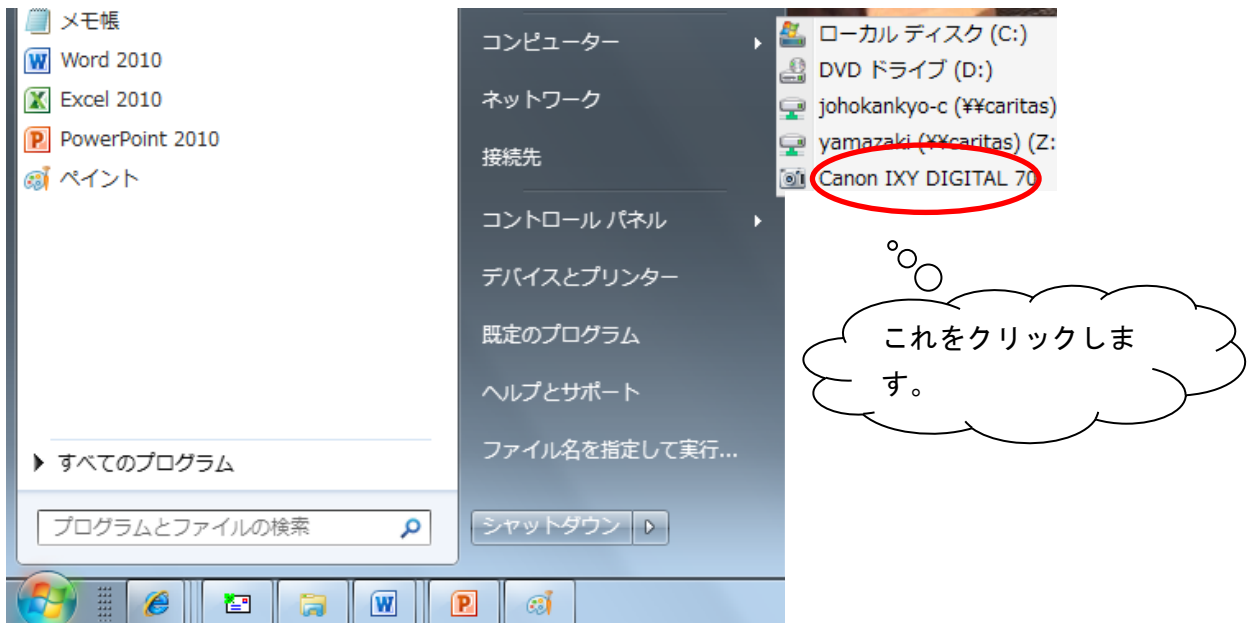 メモ帳
Word 2010
Excel 2010
PowerPoint 2010
ペイント
すべてのプログラム
プログラムとファイルの検索
コンピューター
ネットワーク
接続先
コントロール パネル
デバイスとプリンター
既定のプログラム
ヘルプとサポート
ファイル名を指定して実行...
シャットダウン
ローカル ディスク (C:)
DVD ドライブ (D:)
johokankyo-c (¥¥caritas)
yamazaki (¥¥caritas) (Z:
Canon IXY DIGITAL 70
これをクリックしま
す。